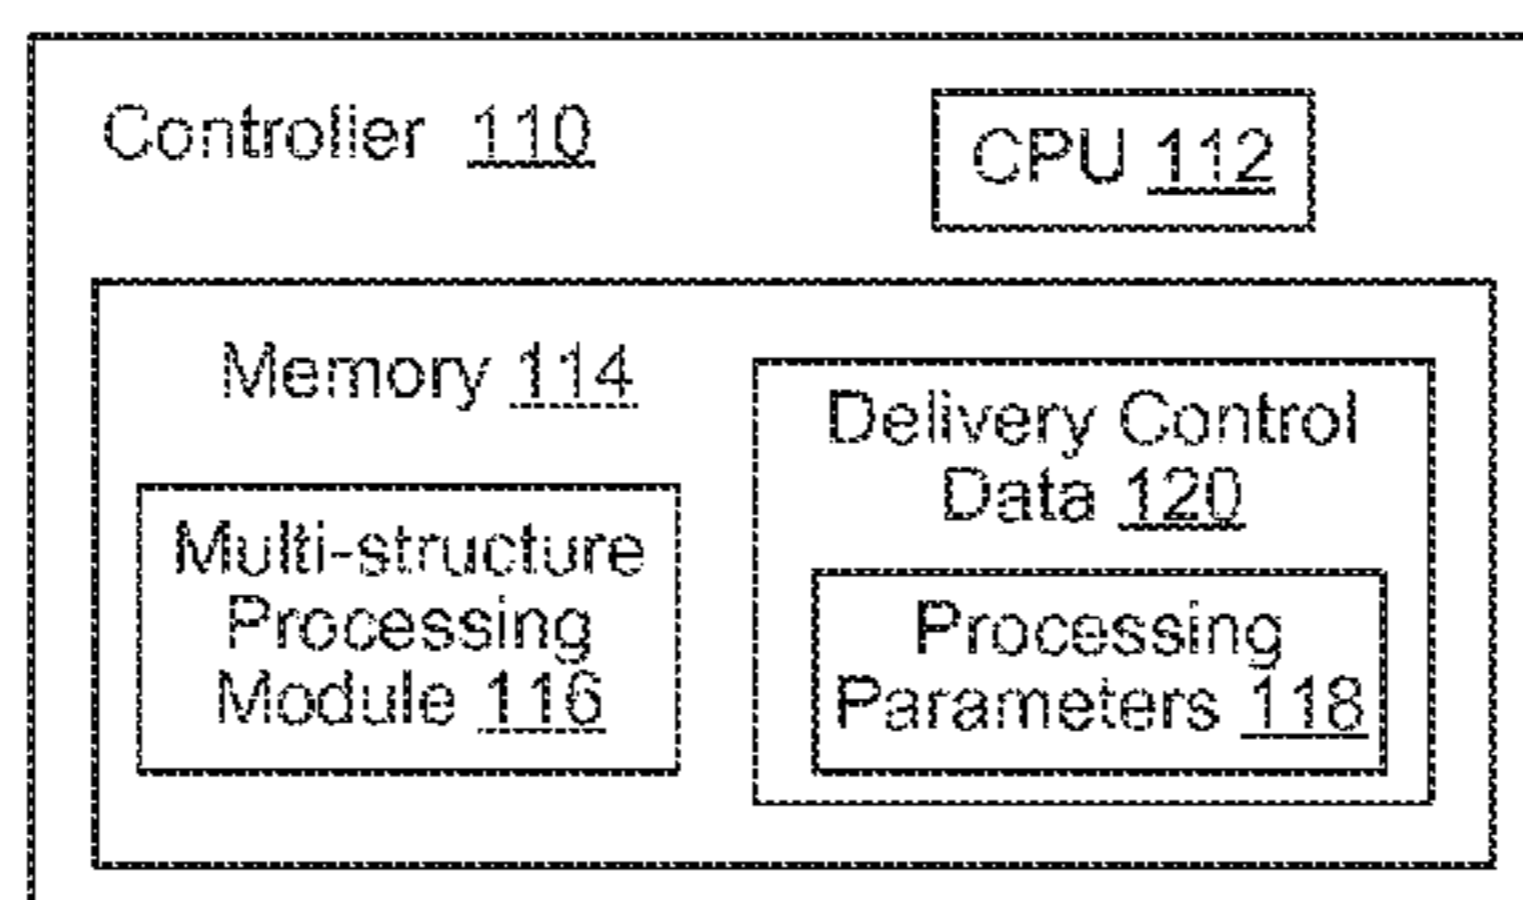 Controller 110
CPU 112
Memory 114
Multi-structure
Processing
Module 116
Delivery Control
Data 120
Processing
Parameters 118